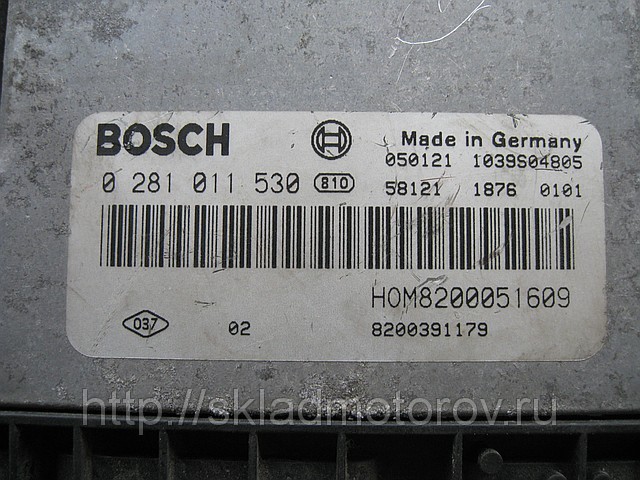 BOSCH
Made in Germany
050121 1039S04805
0 281 011 530 810
58121 1876 0101
HOM8200051609
037 02 8200391179
http://skladmotorov.ru